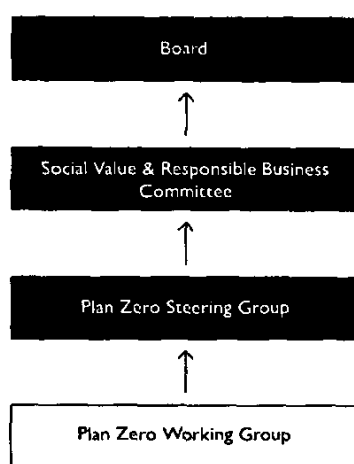 Board
Social Value & Responsible Business
Committee
Plan Zero Steering Group
Plan Zero Working Group